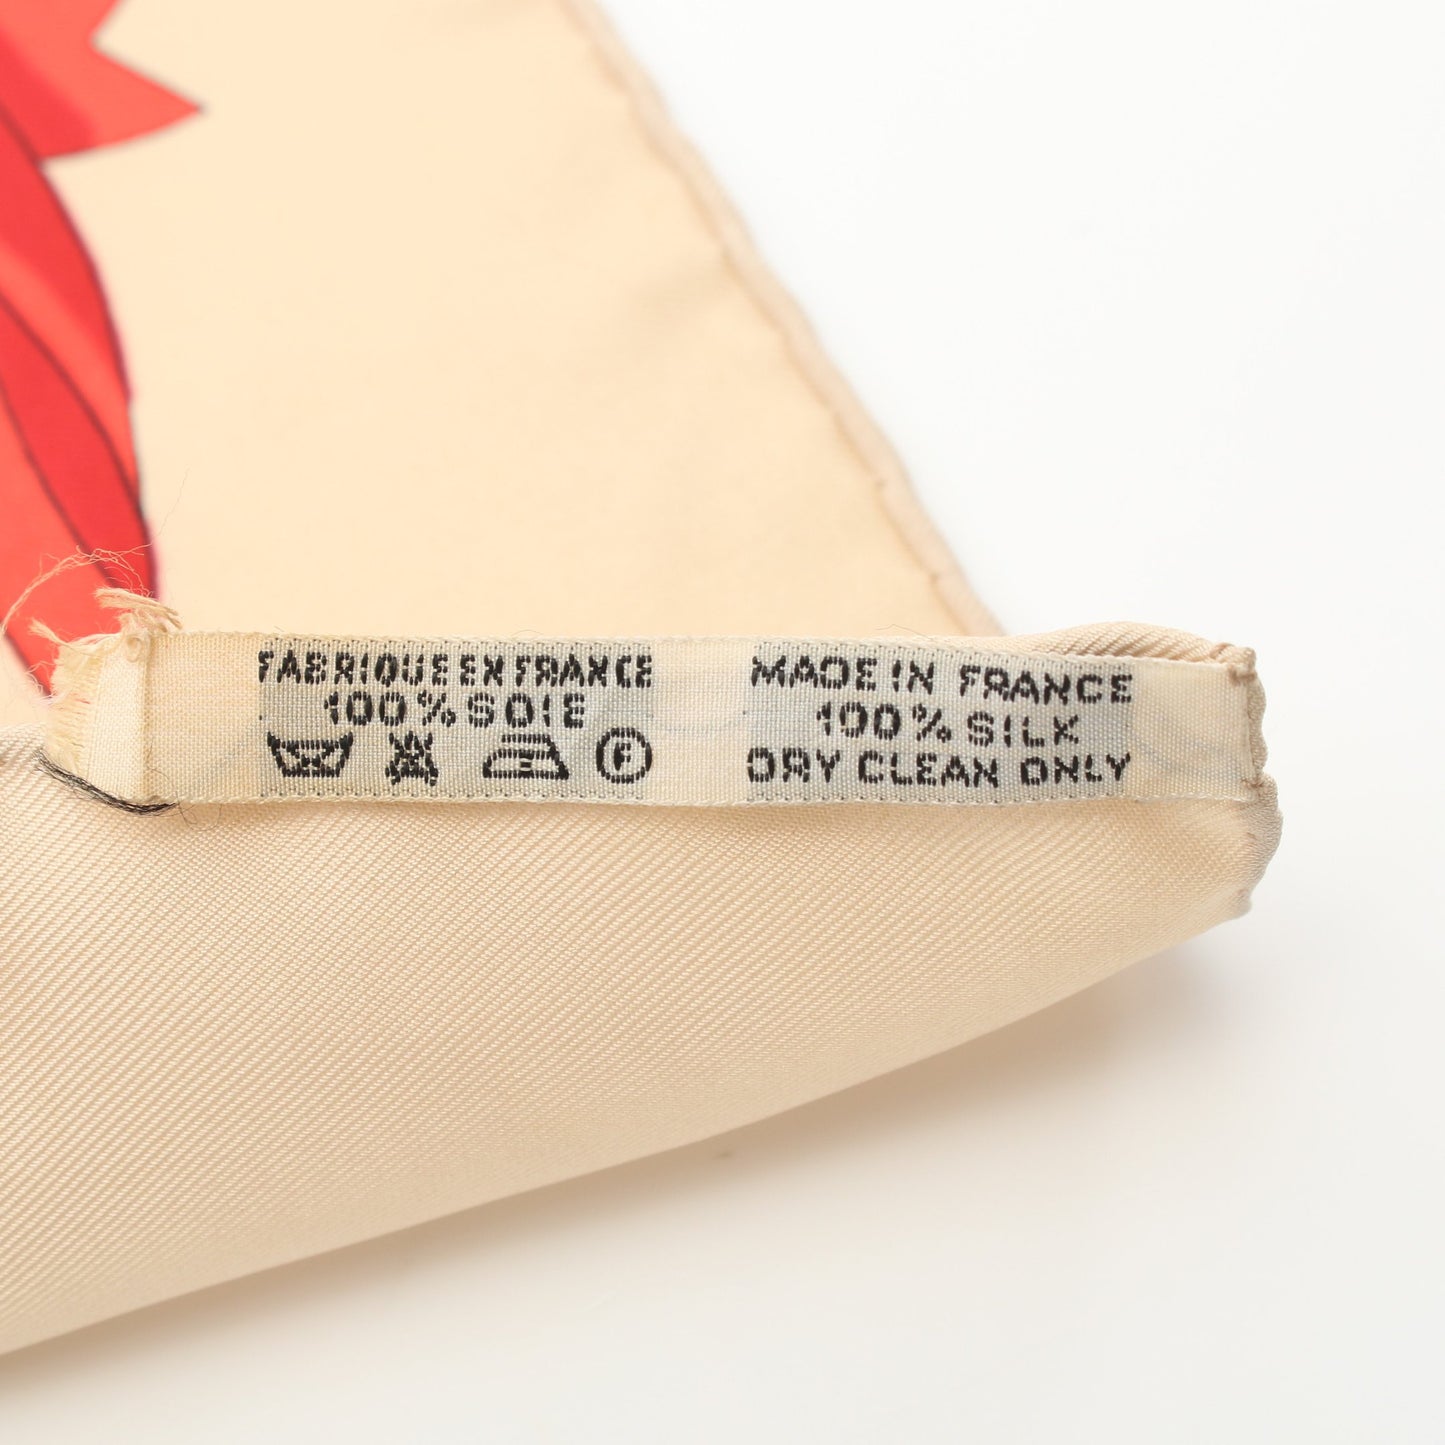 FABRIQUE EN FRANCE
100% SOIE
F
MADE IN FRANCE
100% SILK
DRY CLEAN ONLY